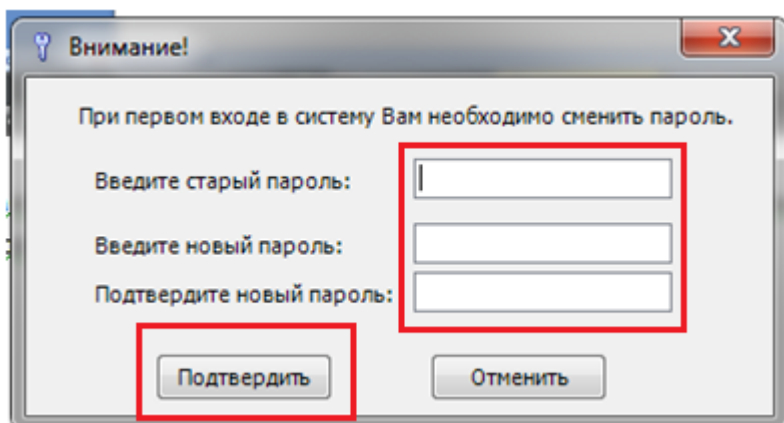 Внимание!
При первом входе в систему Вам необходимо сменить пароль.
Введите старый пароль:
Введите новый пароль:
Подтвердите новый пароль:
Подтвердить
Отменить